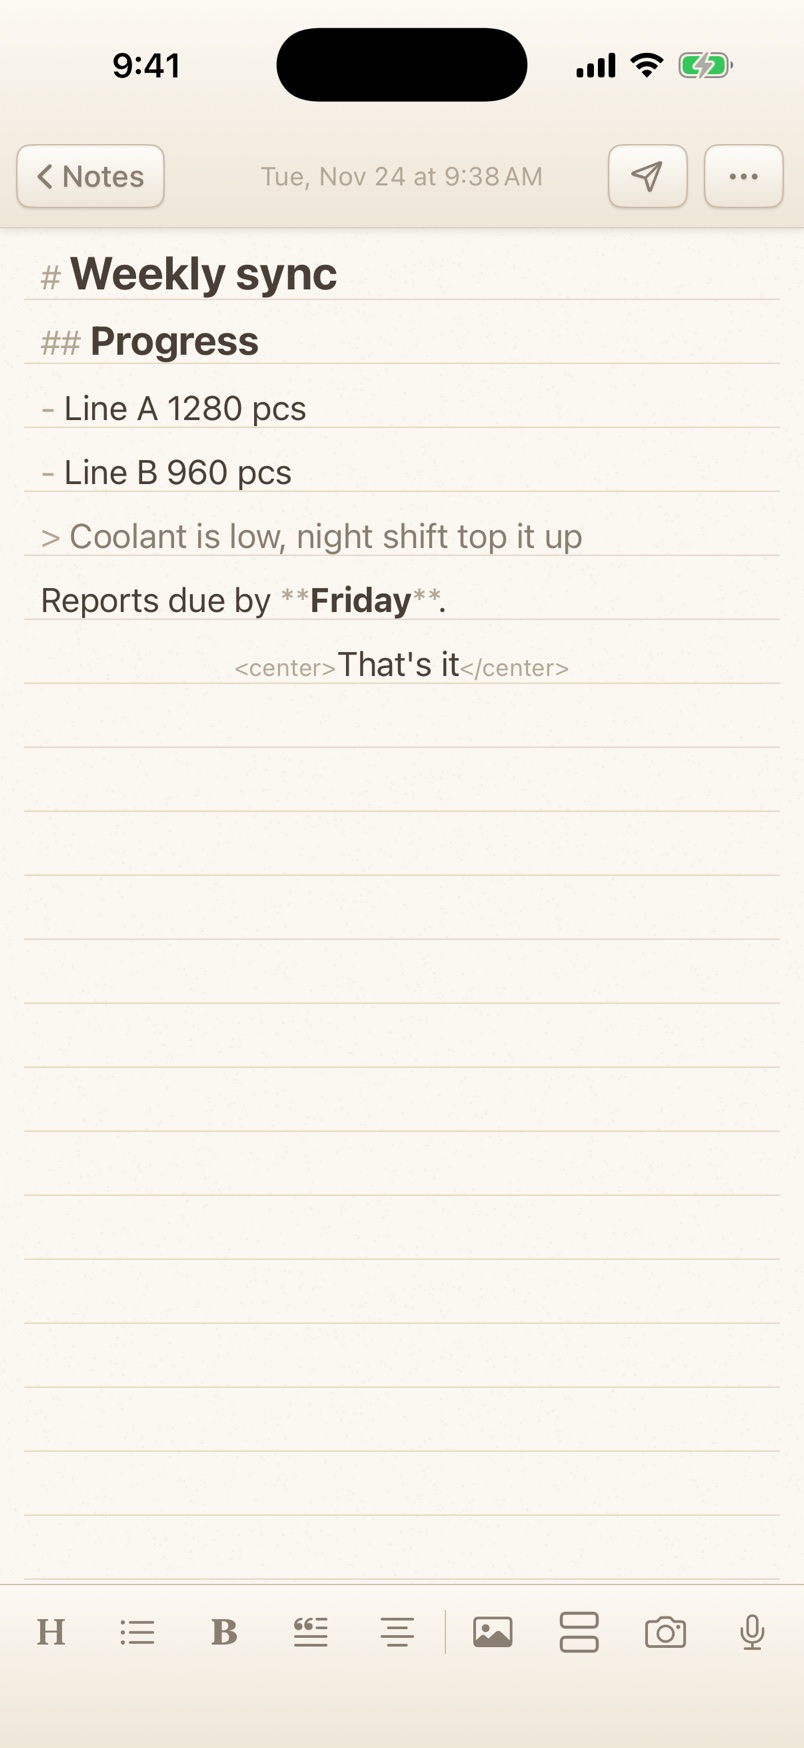 9:41
Notes
Tue, Nov 24 at 9:38 AM
# Weekly sync
## Progress
- Line A 1280 pcs
- Line B 960 pcs
> Coolant is low, night shift top it up
Reports due by **Friday**.
<center>That's it</center>
H B